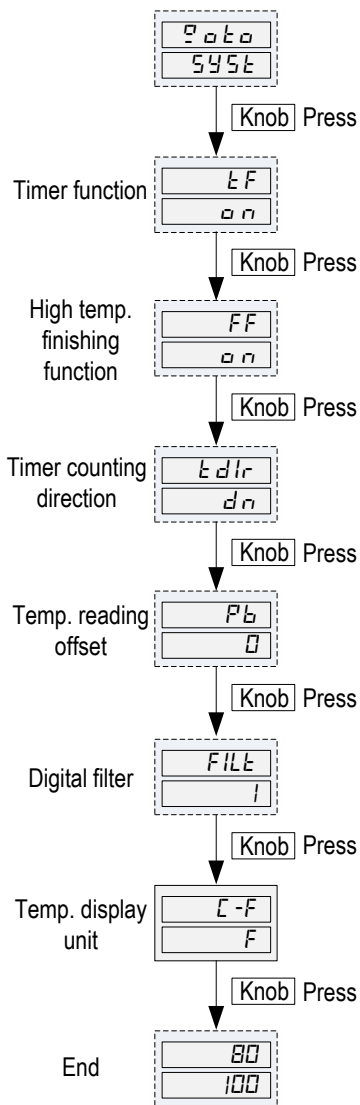 goto
SYSt
Knob Press
Timer function
tF
on
Knob Press
High temp.
finishing
function
FF
on
Knob Press
Timer counting
direction
tdIr
dn
Knob Press
Temp. reading
offset
Pb
0
Knob Press
Digital filter
FILt
1
Knob Press
Temp. display
unit
C-F
F
Knob Press
End
80
100